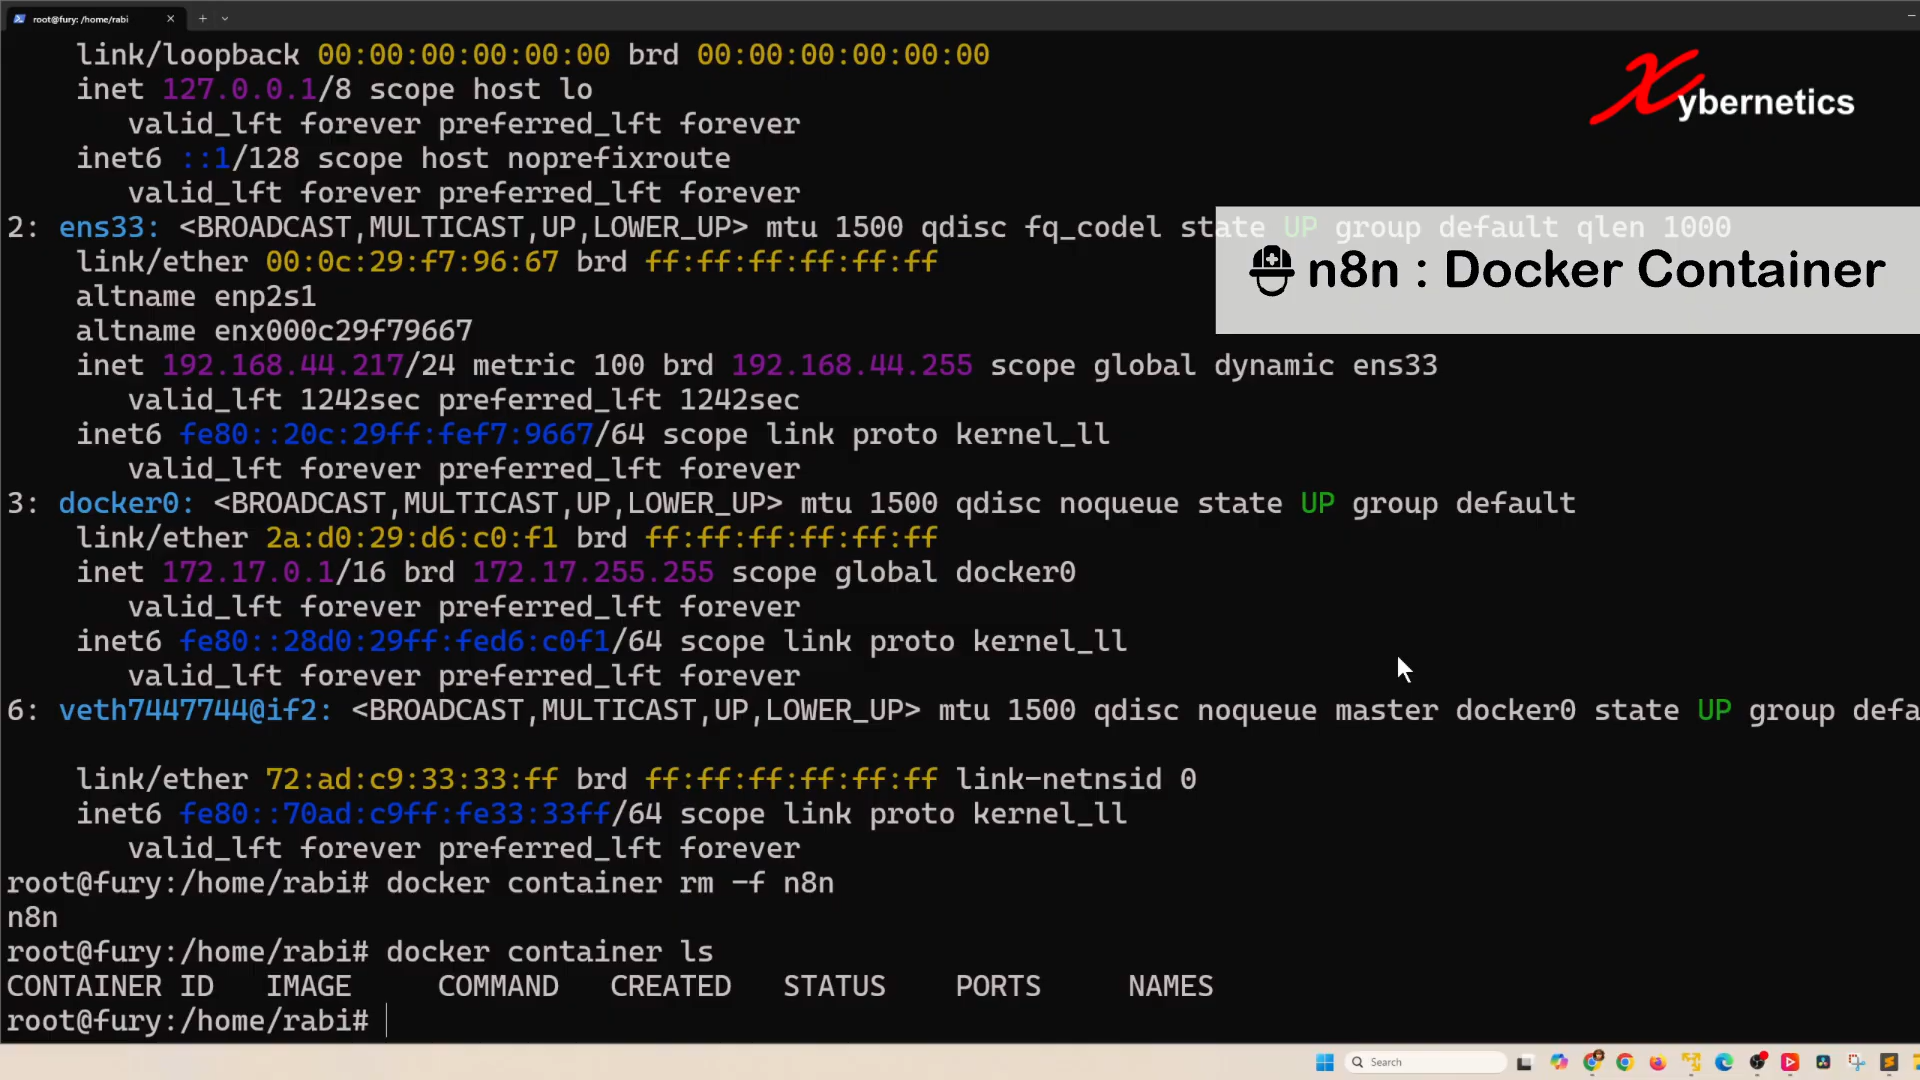 root@fury: /home/rabi
link/loopback 00:00:00:00:00:00 brd 00:00:00:00:00:00
inet 127.0.0.1/8 scope host lo
valid_lft forever preferred_lft forever
inet6 ::1/128 scope host noprefixroute
valid_lft forever preferred_lft forever
2: ens33: <BROADCAST,MULTICAST,UP,LOWER_UP> mtu 1500 qdisc fq_codel state UP group default qlen 1000
link/ether 00:0c:29:f7:96:67 brd ff:ff:ff:ff:ff:ff
altname enp2s1
altname enx000c29f79667
inet 192.168.44.217/24 metric 100 brd 192.168.44.255 scope global dynamic ens33
valid_lft 1242sec preferred_lft 1242sec
inet6 fe80::20c:29ff:fef7:9667/64 scope link proto kernel_ll
valid_lft forever preferred_lft forever
3: docker0: <BROADCAST,MULTICAST,UP,LOWER_UP> mtu 1500 qdisc noqueue state UP group default
link/ether 2a:d0:29:d6:c0:f1 brd ff:ff:ff:ff:ff:ff
inet 172.17.0.1/16 brd 172.17.255.255 scope global docker0
valid_lft forever preferred_lft forever
inet6 fe80::28d0:29ff:fed6:c0f1/64 scope link proto kernel_ll
valid_lft forever preferred_lft forever
6: veth7447744@if2: <BROADCAST,MULTICAST,UP,LOWER_UP> mtu 1500 qdisc noqueue master docker0 state UP group defa
link/ether 72:ad:c9:33:33:ff brd ff:ff:ff:ff:ff:ff link-netnsid 0
inet6 fe80::70ad:c9ff:fe33:33ff/64 scope link proto kernel_ll
valid_lft forever preferred_lft forever
root@fury:/home/rabi# docker container rm -f n8n
n8n
root@fury:/home/rabi# docker container ls
CONTAINER ID IMAGE COMMAND CREATED STATUS PORTS NAMES
root@fury:/home/rabi#
Xybernetics
n8n : Docker Container
Search